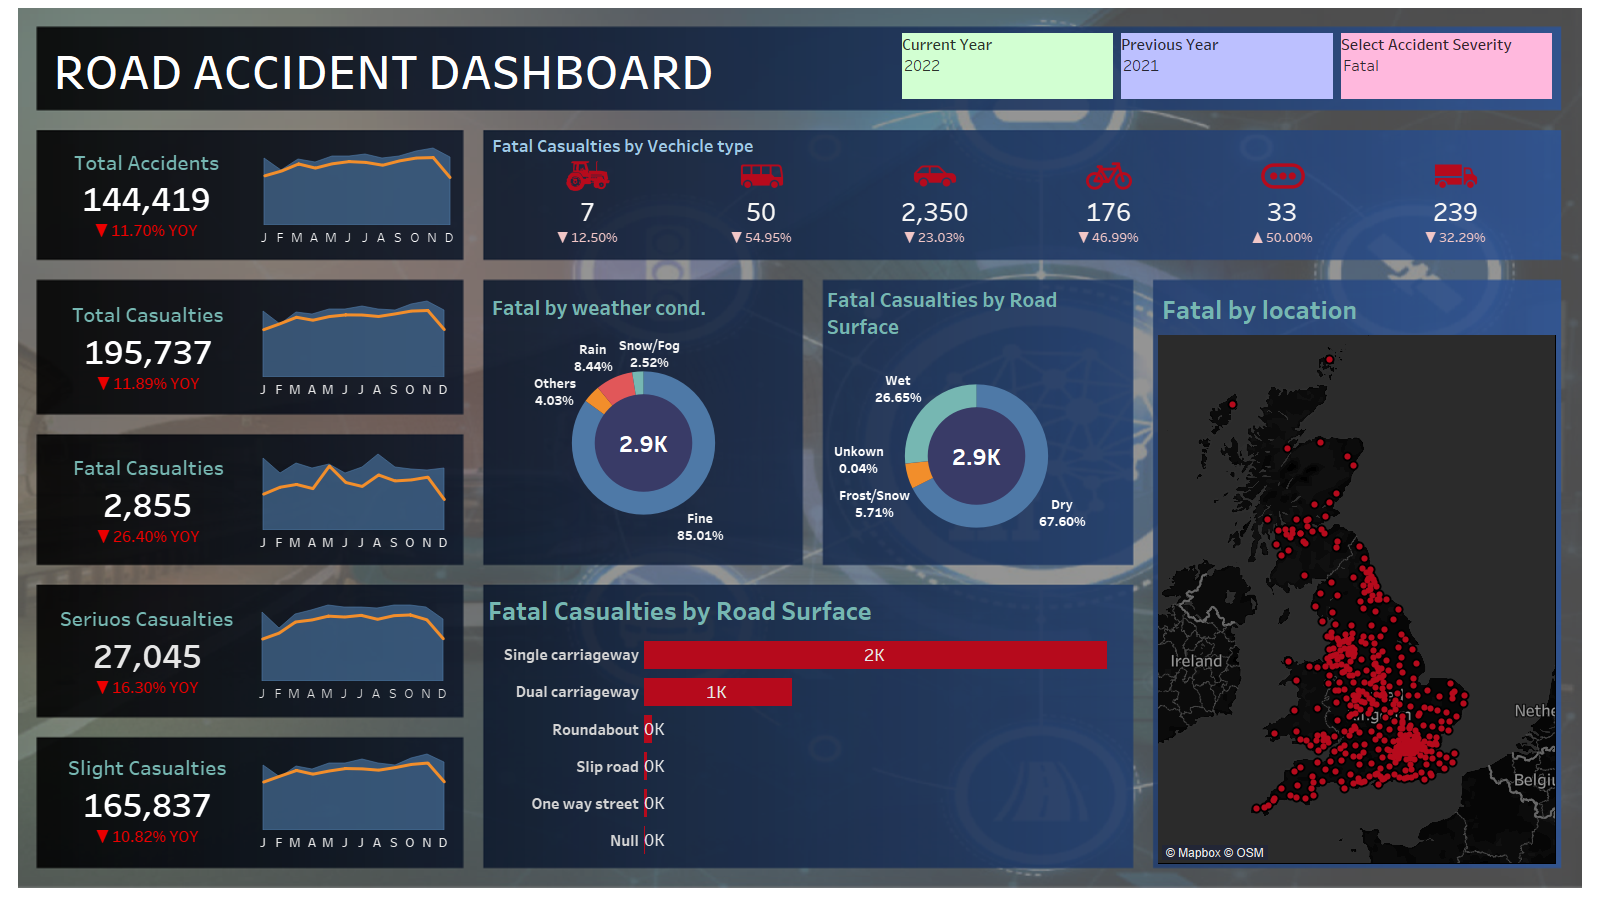 ROAD ACCIDENT DASHBOARD
Current Year
2022
Previous Year
2021
Select Accident Severity
Fatal
Total Accidents
144,419
▼ 11.70% YOY
J F M A M J J A S O N D
Fatal Casualties by Vechicle type
7
50
2,350
176
33
239
▼ 12.50%
▼ 54.95%
▼ 23.03%
▼ 46.99%
▲ 50.00%
▼ 32.29%
Total Casualties
195,737
▼ 11.89% YOY
J F M A M J J A S O N D
Fatal Casualties
2,855
▼ 26.40% YOY
J F M A M J J A S O N D
Seriuos Casualties
27,045
▼ 16.30% YOY
J F M A M J J A S O N D
Slight Casualties
165,837
▼ 10.82% YOY
J F M A M J J A S O N D
Fatal by weather cond.
Snow/Fog
2.52%
Rain
8.44%
Others
4.03%
2.9K
Fine
85.01%
Fatal Casualties by Road
Surface
Wet
26.65%
Unkown
0.04%
Frost/Snow
5.71%
2.9K
Dry
67.60%
Fatal Casualties by Road Surface
Single carriageway 2K
Dual carriageway 1K
Roundabout 0K
Slip road 0K
One way street 0K
Null 0K
Fatal by location
Ireland
Nethe
Belgiu
© Mapbox © OSM